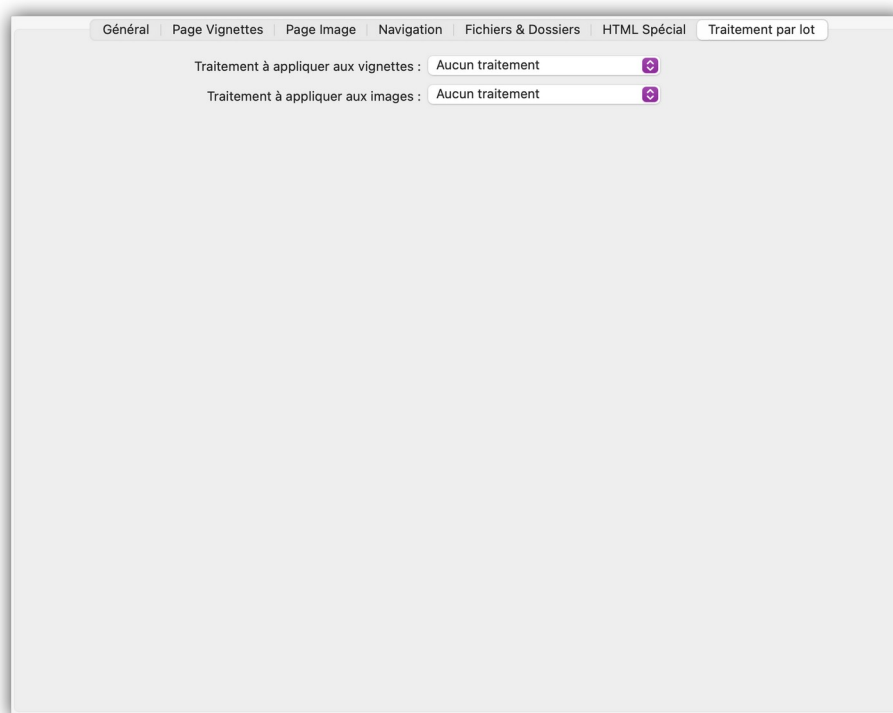 Général Page Vignettes Page Image Navigation Fichiers & Dossiers HTML Spécial Traitement par lot
Traitement à appliquer aux vignettes : Aucun traitement
Traitement à appliquer aux images : Aucun traitement